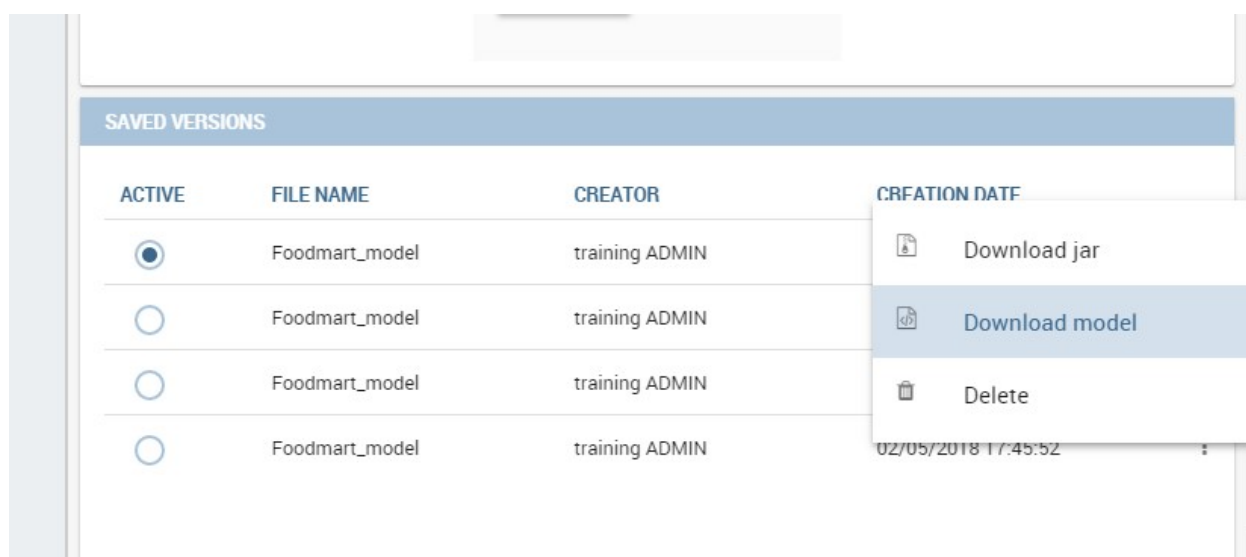 SAVED VERSIONS
ACTIVE FILE NAME CREATOR CREATION DATE
Foodmart_model training ADMIN Download jar
Foodmart_model training ADMIN Download model
Foodmart_model training ADMIN Delete
Foodmart_model training ADMIN 02/05/2018 17:45:52